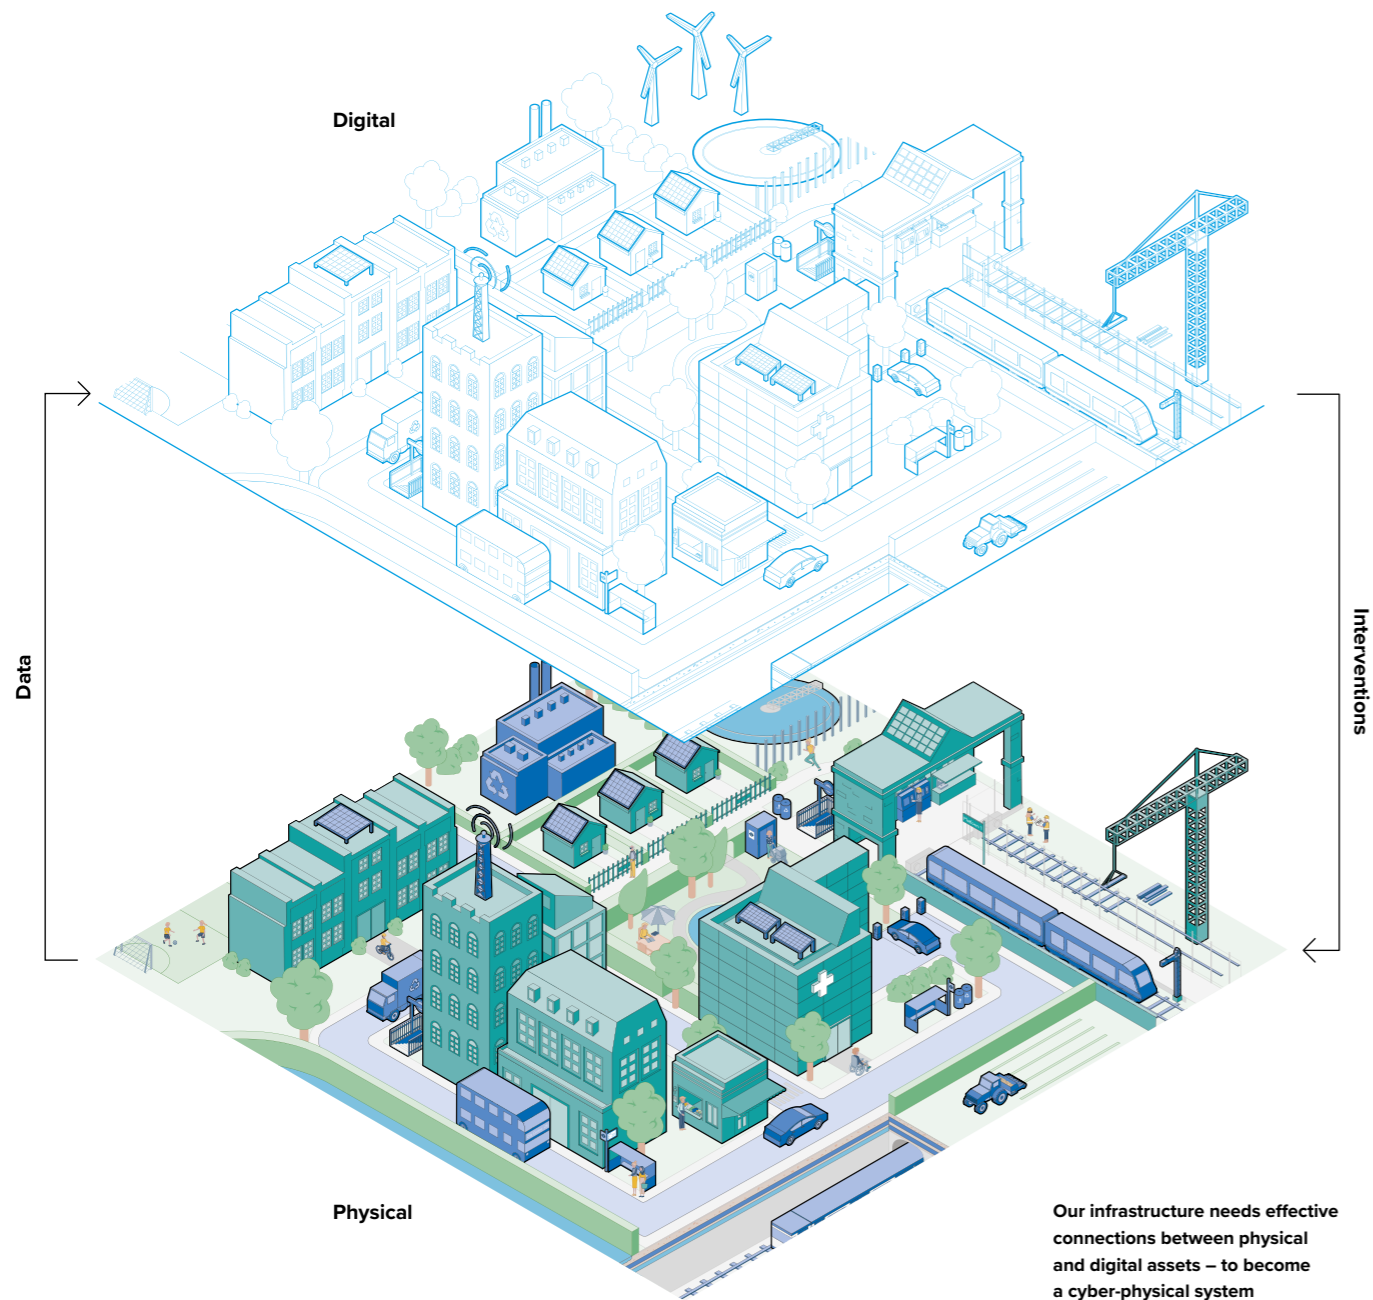 Digital
Data
Interventions
Physical
Our infrastructure needs effective
connections between physical
and digital assets – to become
a cyber-physical system